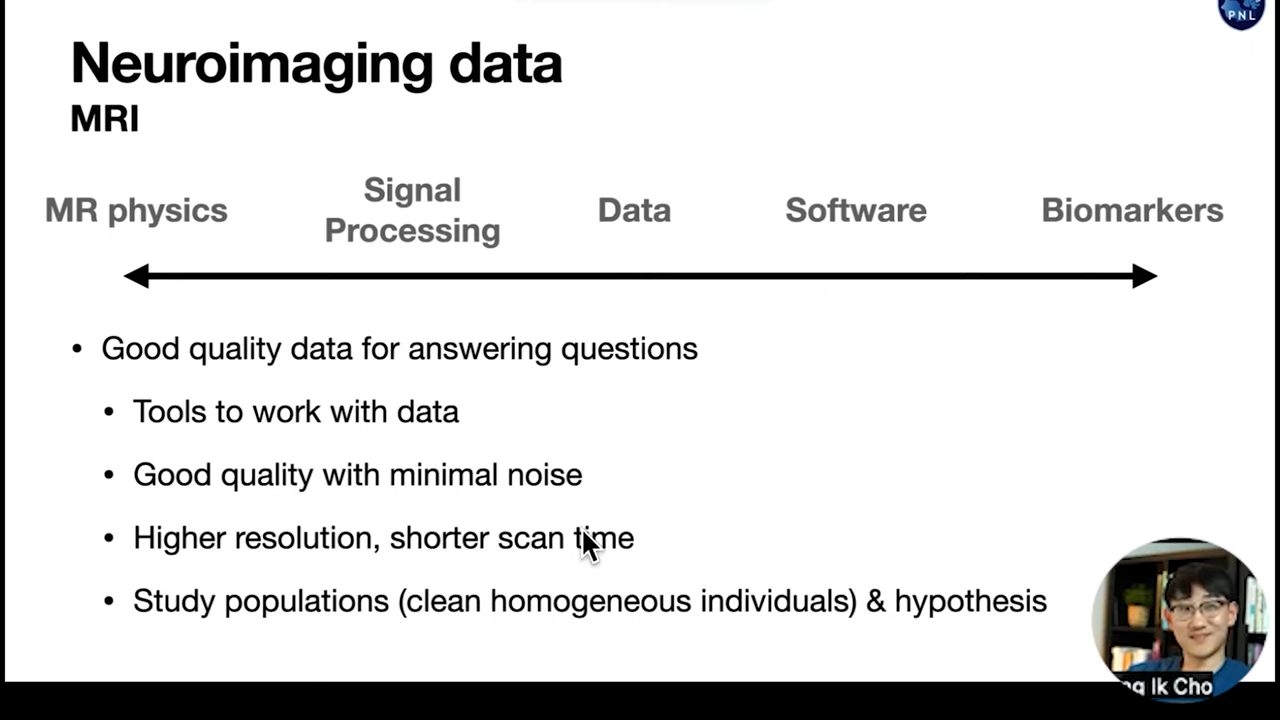 PNL
Neuroimaging data
MRI
MR physics
Signal
Processing
Data
Software
Biomarkers
• Good quality data for answering questions
• Tools to work with data
• Good quality with minimal noise
• Higher resolution, shorter scan time
• Study populations (clean homogeneous individuals) & hypothesis
Ik Cho